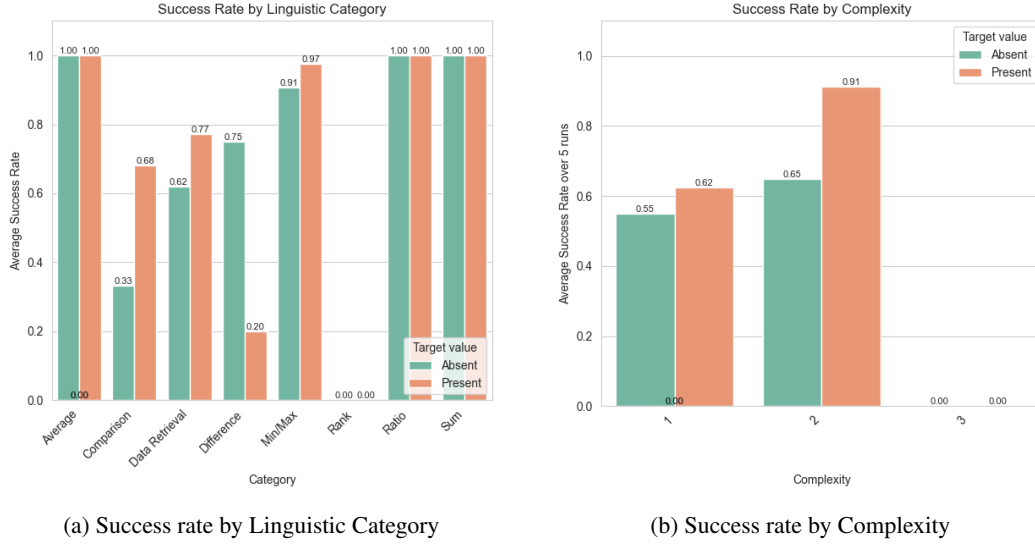 Success Rate by Linguistic Category
Average Success Rate
1.0
0.8
0.6
0.4
0.2
0.0
1.00 1.00
0.00
0.33 0.68
0.62 0.77
0.75 0.20
0.91 0.97
0.00 0.00
1.00 1.00
1.00 1.00
Target value
Absent
Present
Average
Comparison
Data Retrieval
Difference
Min/Max
Rank
Ratio
Sum
Category
(a) Success rate by Linguistic Category
Success Rate by Complexity
Average Success Rate over 5 runs
1.0
0.8
0.6
0.4
0.2
0.0
Target value
Absent
Present
0.55 0.62
0.00
0.65 0.91
0.00 0.00
1
2
3
Complexity
(b) Success rate by Complexity